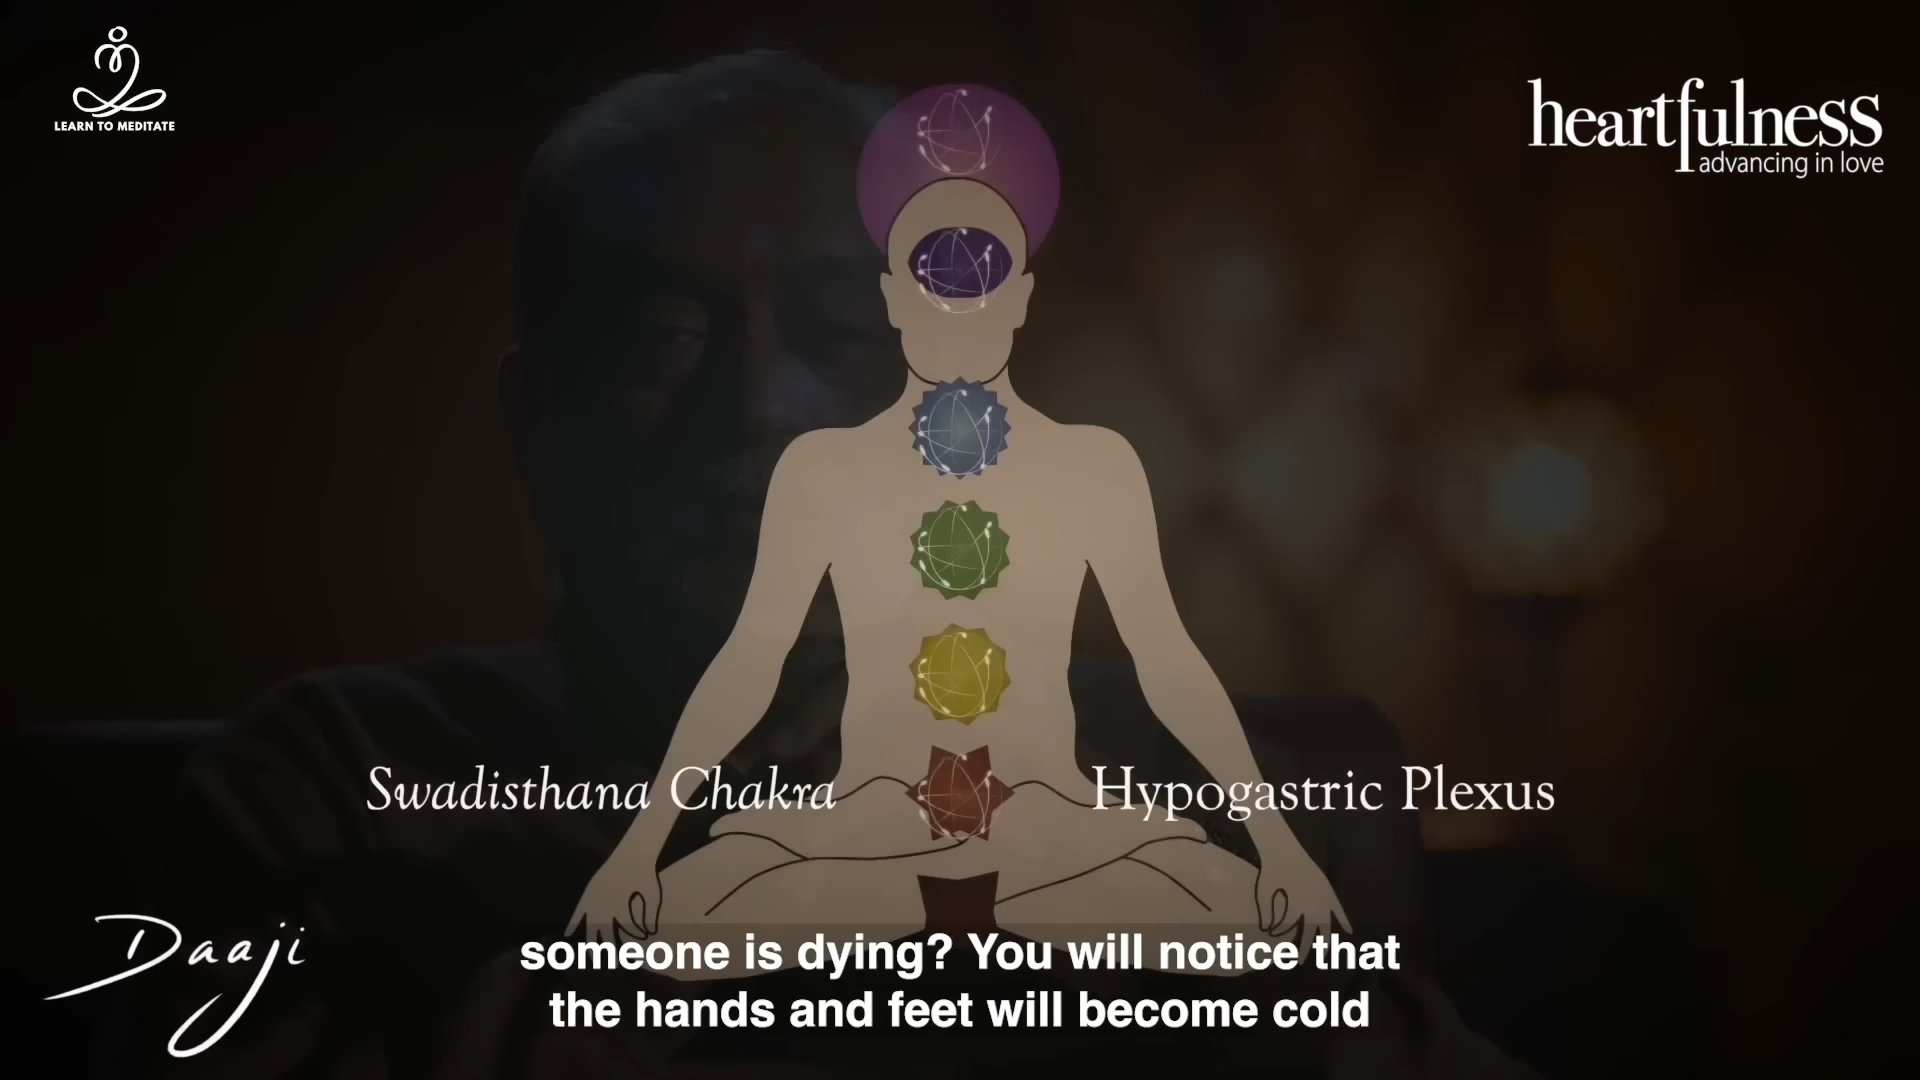 LEARN TO MEDITATE
heartfulness
advancing in love
Swadisthana Chakra
Hypogastric Plexus
Daaji
someone is dying? You will notice that
the hands and feet will become cold